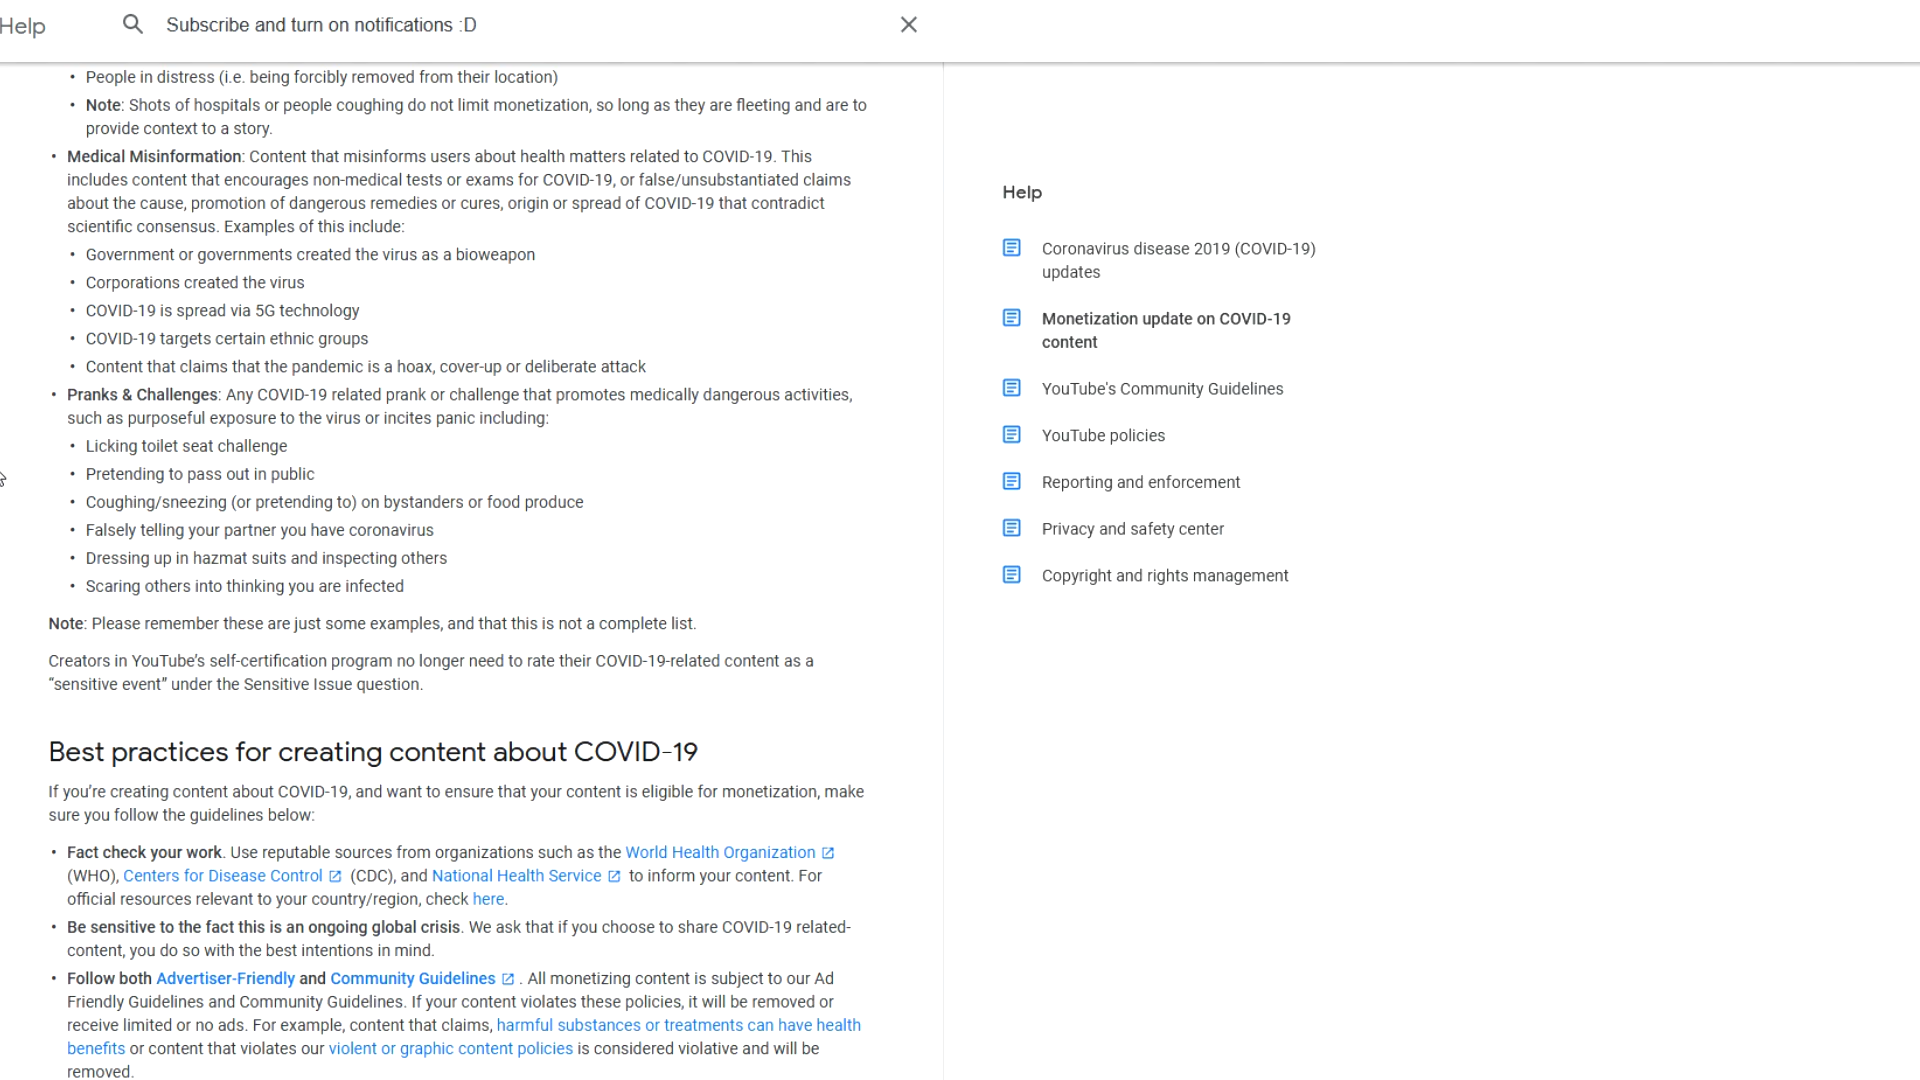 Help
Subscribe and turn on notifications :D
• People in distress (i.e. being forcibly removed from their location)
• Note: Shots of hospitals or people coughing do not limit monetization, so long as they are fleeting and are to
provide context to a story.
• Medical Misinformation: Content that misinforms users about health matters related to COVID-19. This
includes content that encourages non-medical tests or exams for COVID-19, or false/unsubstantiated claims
about the cause, promotion of dangerous remedies or cures, origin or spread of COVID-19 that contradict
scientific consensus. Examples of this include:
• Government or governments created the virus as a bioweapon
• Corporations created the virus
• COVID-19 is spread via 5G technology
• COVID-19 targets certain ethnic groups
• Content that claims that the pandemic is a hoax, cover-up or deliberate attack
• Pranks & Challenges: Any COVID-19 related prank or challenge that promotes medically dangerous activities,
such as purposeful exposure to the virus or incites panic including:
• Licking toilet seat challenge
• Pretending to pass out in public
• Coughing/sneezing (or pretending to) on bystanders or food produce
• Falsely telling your partner you have coronavirus
• Dressing up in hazmat suits and inspecting others
• Scaring others into thinking you are infected
Note: Please remember these are just some examples, and that this is not a complete list.
Creators in YouTube's self-certification program no longer need to rate their COVID-19-related content as a
“sensitive event” under the Sensitive Issue question.
Best practices for creating content about COVID-19
If you're creating content about COVID-19, and want to ensure that your content is eligible for monetization, make
sure you follow the guidelines below:
• Fact check your work. Use reputable sources from organizations such as the World Health Organization
(WHO), Centers for Disease Control (CDC), and National Health Service to inform your content. For
official resources relevant to your country/region, check here.
• Be sensitive to the fact this is an ongoing global crisis. We ask that if you choose to share COVID-19 related-
content, you do so with the best intentions in mind.
• Follow both Advertiser-Friendly and Community Guidelines . All monetizing content is subject to our Ad
Friendly Guidelines and Community Guidelines. If your content violates these policies, it will be removed or
receive limited or no ads. For example, content that claims, harmful substances or treatments can have health
benefits or content that violates our violent or graphic content policies is considered violative and will be
removed.
Help
Coronavirus disease 2019 (COVID-19)
updates
Monetization update on COVID-19
content
YouTube's Community Guidelines
YouTube policies
Reporting and enforcement
Privacy and safety center
Copyright and rights management